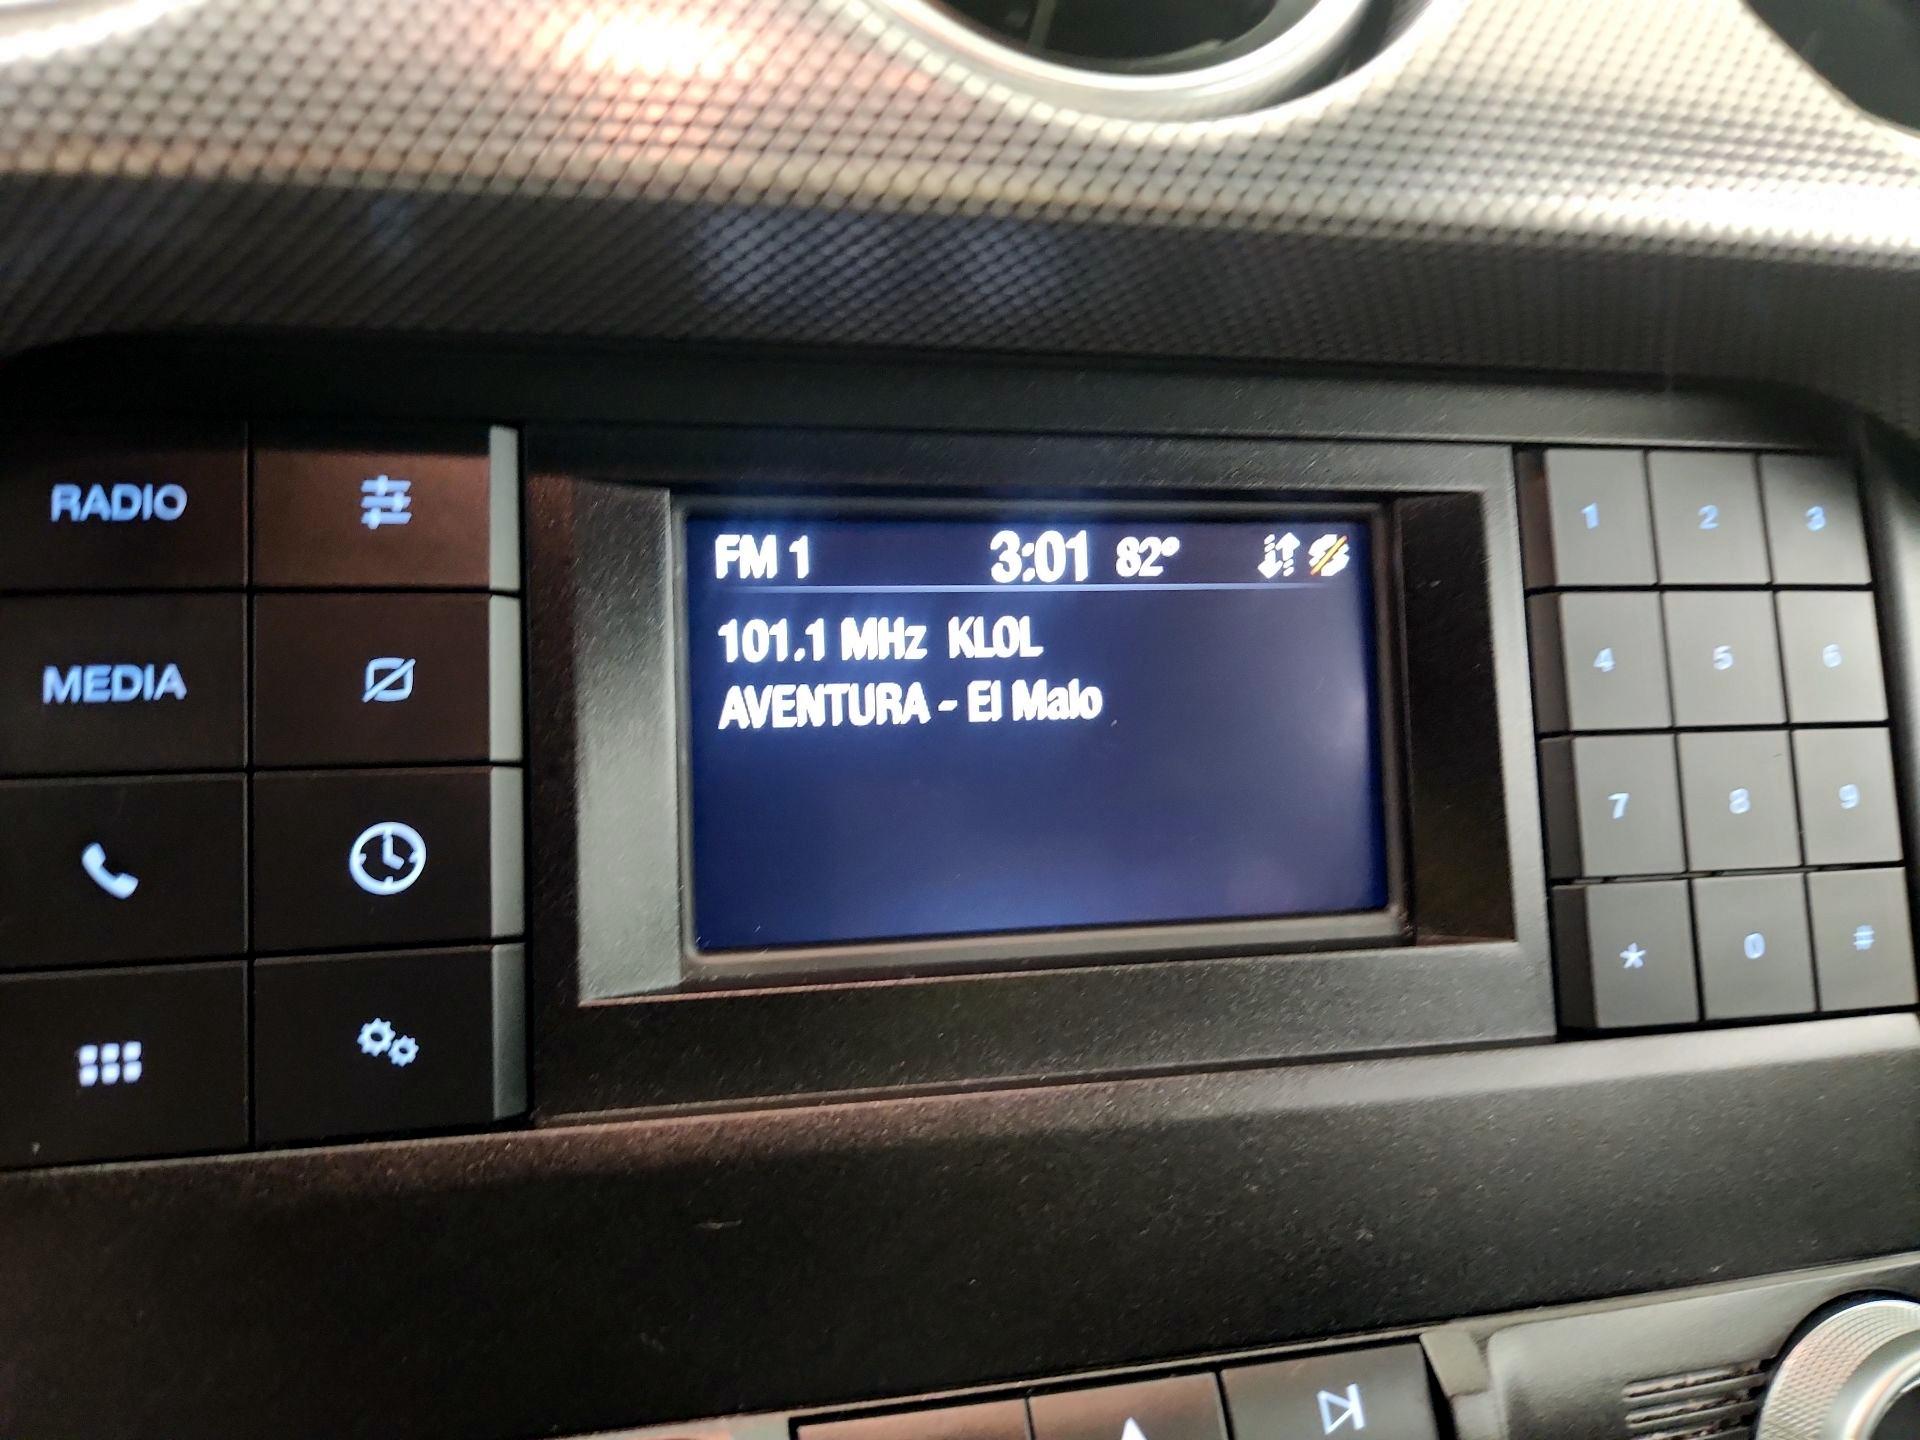 RADIO
MEDIA
FM 1 3:01 82°
101.1 MHz KLOL
AVENTURA - El Malo
1 2 3
4 5 6
7 8 9
* 0 #